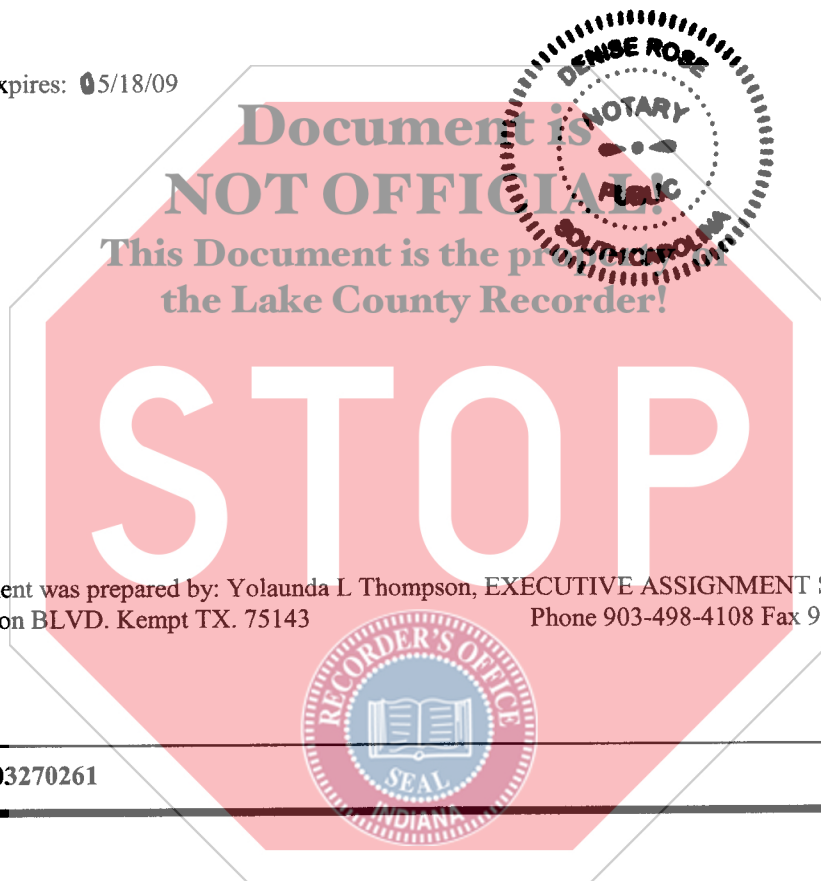 xpires: 05/18/09
DENISE ROSE
NOTARY
PUBLIC
SOUTH CAROLINA
Document is
NOT OFFICIAL!
This Document is the property of
the Lake County Recorder!
STOP
ent was prepared by: Yolaunda L Thompson, EXECUTIVE ASSIGNMENT S
on BLVD. Kempt TX. 75143 Phone 903-498-4108 Fax 9
RECORDER'S OFFICE
SEAL
INDIANA
03270261